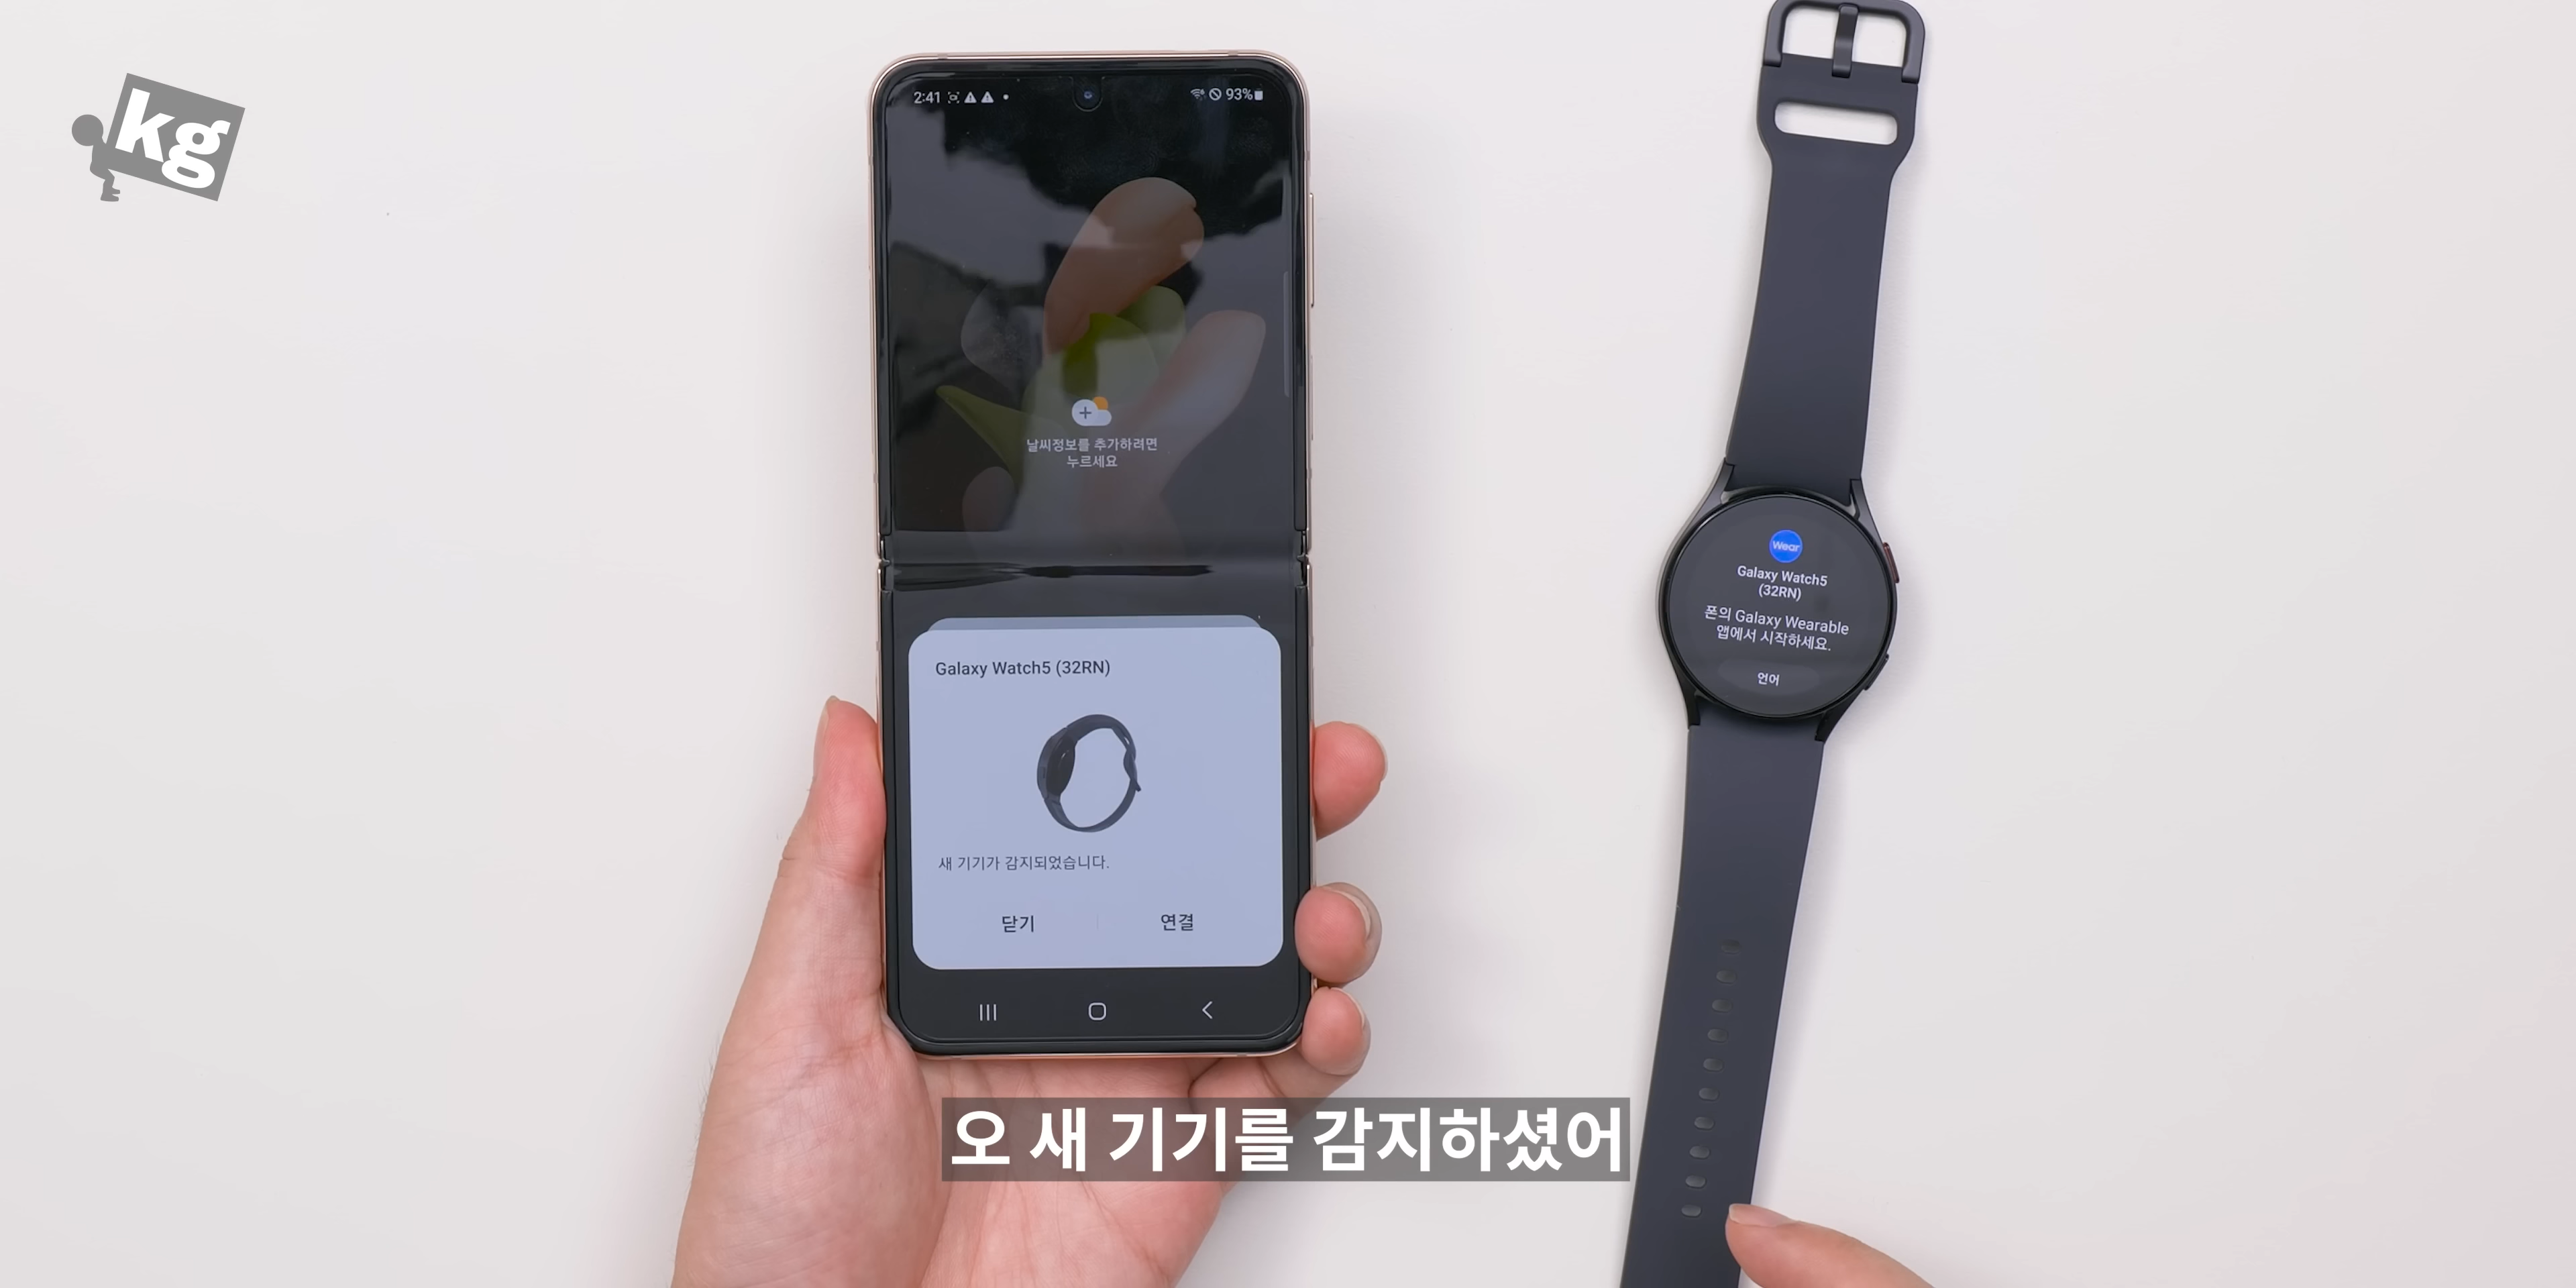 kg
2:41
93%
날씨정보를 추가하려면
누르세요
Galaxy Watch5 (32RN)
새 기기가 감지되었습니다.
닫기
연결
Wear
Galaxy Watch5
(32RN)
폰의 Galaxy Wearable
앱에서 시작하세요.
언어
오 새 기기를 감지하셨어